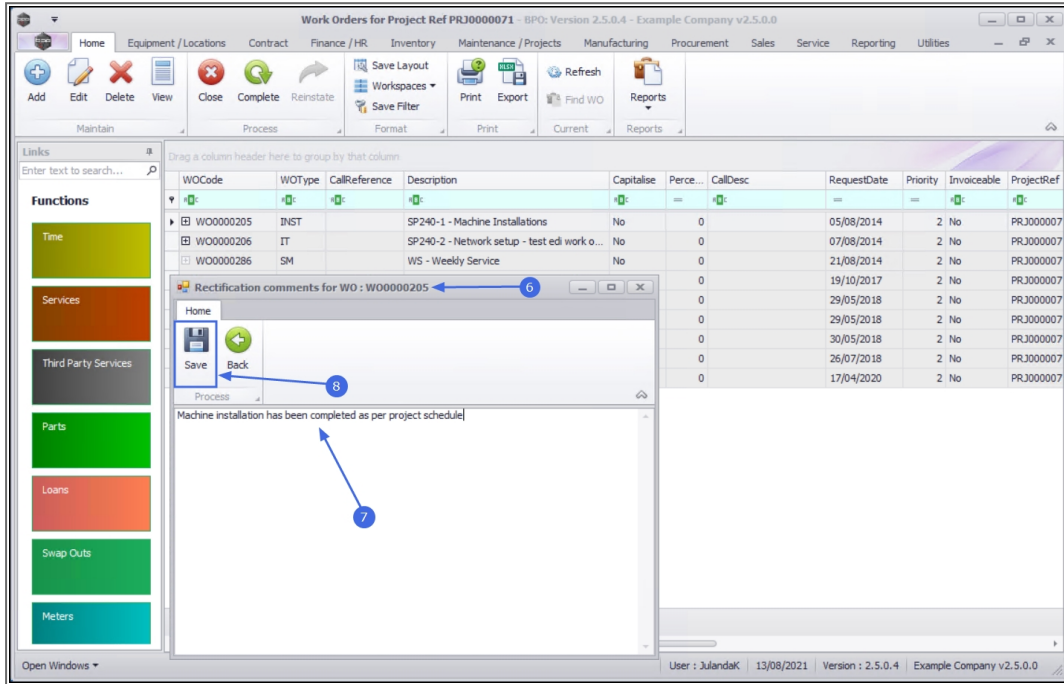 Work Orders for Project Ref PRJ0000071 - BPO: Version 2.5.0.4 - Example Company v2.5.0.0
Home Equipment / Locations Contract Finance / HR Inventory Maintenance / Projects Manufacturing Procurement Sales Service Reporting Utilities
Add Edit Delete View Close Complete Reinstate Save Layout Workspaces Save Filter Print Export Refresh Find WO Reports
Maintain Process Format Print Current Reports
Links
Enter text to search...
Functions
Time
Services
Third Party Services
Parts
Loans
Swap Outs
Meters
Drag a column header here to group by that column
WOCode WOType CallReference Description Capitalise Perce... CallDesc RequestDate Priority Invoiceable ProjectRef
WO0000205 INST SP240-1 - Machine Installations No 0 05/08/2014 2 No PRJ0000007
WO0000206 IT SP240-2 - Network setup - test edi work o... No 0 07/08/2014 2 No PRJ0000007
WO0000286 SM WS - Weekly Service No 0 21/08/2014 2 No PRJ0000007
0 19/10/2017 2 No PRJ0000007
0 29/05/2018 2 No PRJ0000007
0 29/05/2018 2 No PRJ0000007
0 30/05/2018 2 No PRJ0000007
0 26/07/2018 2 No PRJ0000007
0 17/04/2020 2 No PRJ0000007
Rectification comments for WO : WO0000205
6
Home
Save Back
8
Process
Machine installation has been completed as per project schedule
7
Open Windows User : JulandaK 13/08/2021 Version : 2.5.0.4 Example Company v2.5.0.0